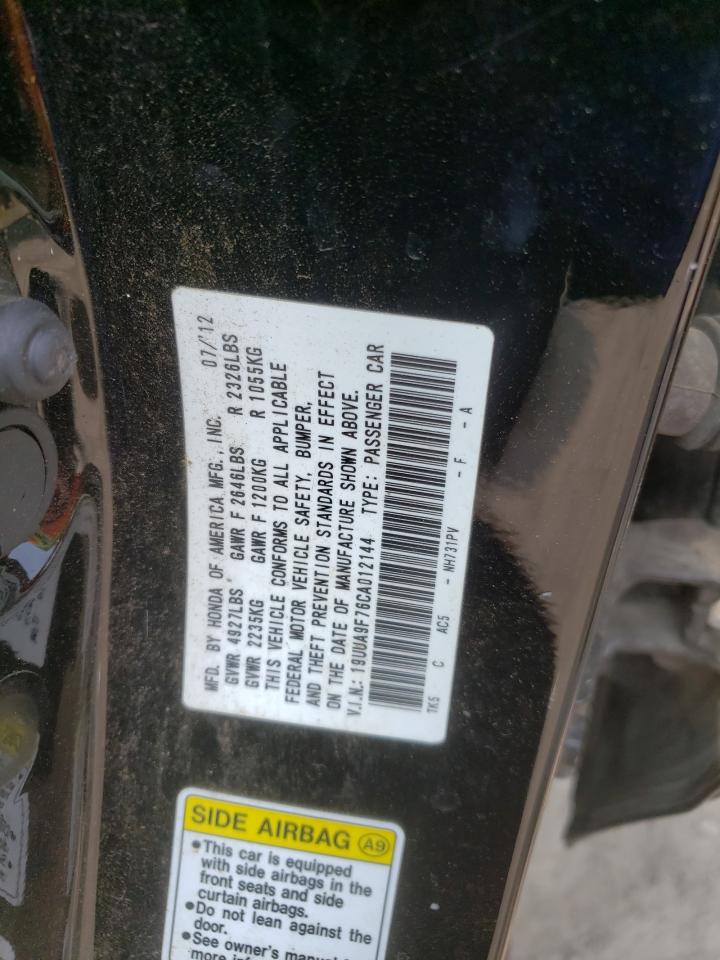 MFD. BY HONDA OF AMERICA MFG., INC. 07/'12
GVWR 4927LBS GAWR F 2646LBS R 2326LBS
GVWR 2235KG GAWR F 1200KG R 1055KG
THIS VEHICLE CONFORMS TO ALL APPLICABLE
FEDERAL MOTOR VEHICLE SAFETY, BUMPER,
AND THEFT PREVENTION STANDARDS IN EFFECT
ON THE DATE OF MANUFACTURE SHOWN ABOVE.
V.I.N.: 19UUA9F76CA012144 TYPE: PASSENGER CAR
TK5 C AC5 - NH731PV - F - A
SIDE AIRBAG A9
•This car is equipped
with side airbags in the
front seats and side
curtain airbags.
•Do not lean against the
door.
•See owner's manual
more